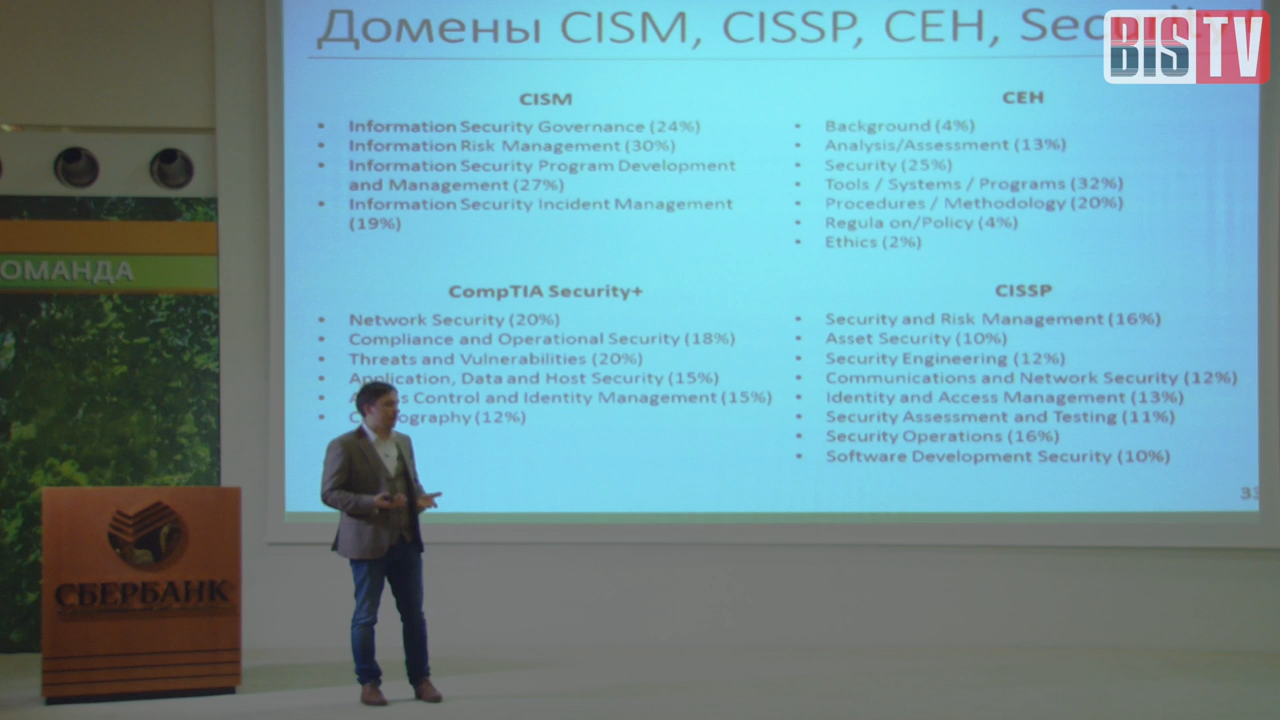 Домены CISM, CISSP, CEH, Security+
BIS TV
CISM
• Information Security Governance (24%)
• Information Risk Management (30%)
• Information Security Program Development
and Management (27%)
• Information Security Incident Management
(19%)
CEH
• Background (4%)
• Analysis/Assessment (13%)
• Security (25%)
• Tools / Systems / Programs (32%)
• Procedures / Methodology (20%)
• Regula on/Policy (4%)
• Ethics (2%)
CompTIA Security+
• Network Security (20%)
• Compliance and Operational Security (18%)
• Threats and Vulnerabilities (20%)
• Application, Data and Host Security (15%)
• Control and Identity Management (15%)
• (12%)
CISSP
• Security and Risk Management (16%)
• Asset Security (10%)
• Security Engineering (12%)
• Communications and Network Security (12%)
• Identity and Access Management (13%)
• Security Assessment and Testing (11%)
• Security Operations (16%)
• Software Development Security (10%)
33
ОМАНДА
СБЕРБАНК